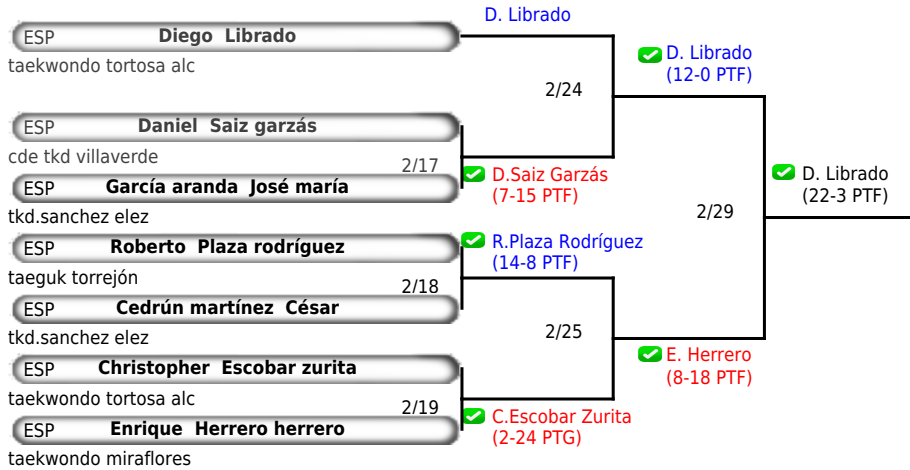 D. Librado
ESP Diego Librado
taekwondo tortosa alc
D. Librado
(12-0 PTF)
2/24
ESP Daniel Saiz garzás
cde tkd villaverde
2/17
D.Saiz Garzás
(7-15 PTF)
ESP García aranda José maría
tkd.sanchez elez
D. Librado
(22-3 PTF)
2/29
ESP Roberto Plaza rodríguez
R.Plaza Rodríguez
(14-8 PTF)
taeguk torrejón
2/18
ESP Cedrún martínez César
tkd.sanchez elez
2/25
E. Herrero
(8-18 PTF)
ESP Christopher Escobar zurita
taekwondo tortosa alc
2/19
C.Escobar Zurita
(2-24 PTG)
ESP Enrique Herrero herrero
taekwondo miraflores